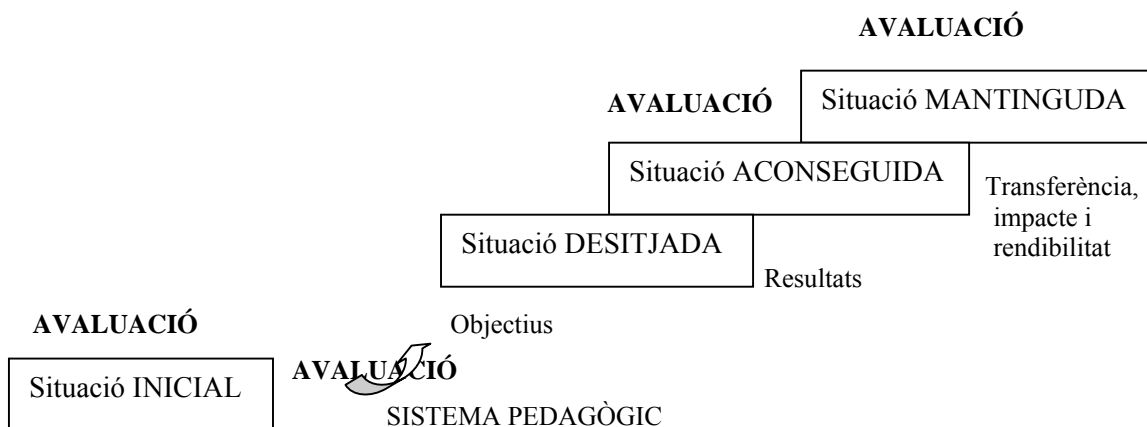 AVALUACIÓ
Situació MANTINGUDA
AVALUACIÓ
Situació ACONSEGUIDA
Transferència,
impacte i
rendibilitat
Situació DESITJADA
Resultats
Objectius
AVALUACIÓ
Situació INICIAL
AVALUACIÓ
SISTEMA PEDAGÒGIC